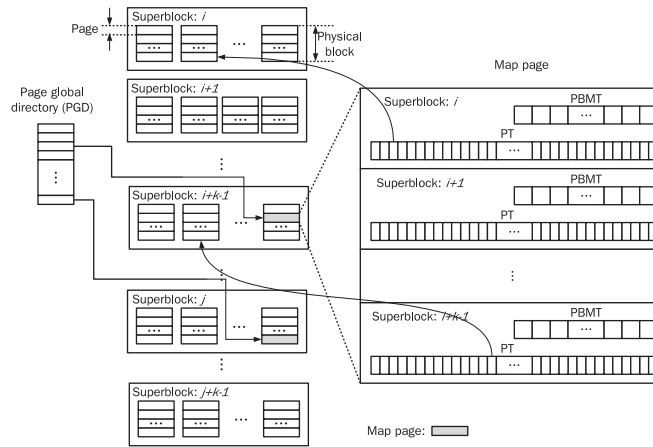 Superblock: i
Page
...
...
...
...
Physical
block
Map page
Superblock: i+1
...
...
...
...
Page global
directory (PGD)
...
...
Superblock: i+k-1
...
...
...
...
...
Superblock: j
...
...
...
...
...
Superblock: j+k-1
...
...
...
...
Superblock: i
PBMT
...
PT
...
Superblock: i+1
PBMT
...
PT
...
...
Superblock: i+k-1
PBMT
...
PT
...
Map page: